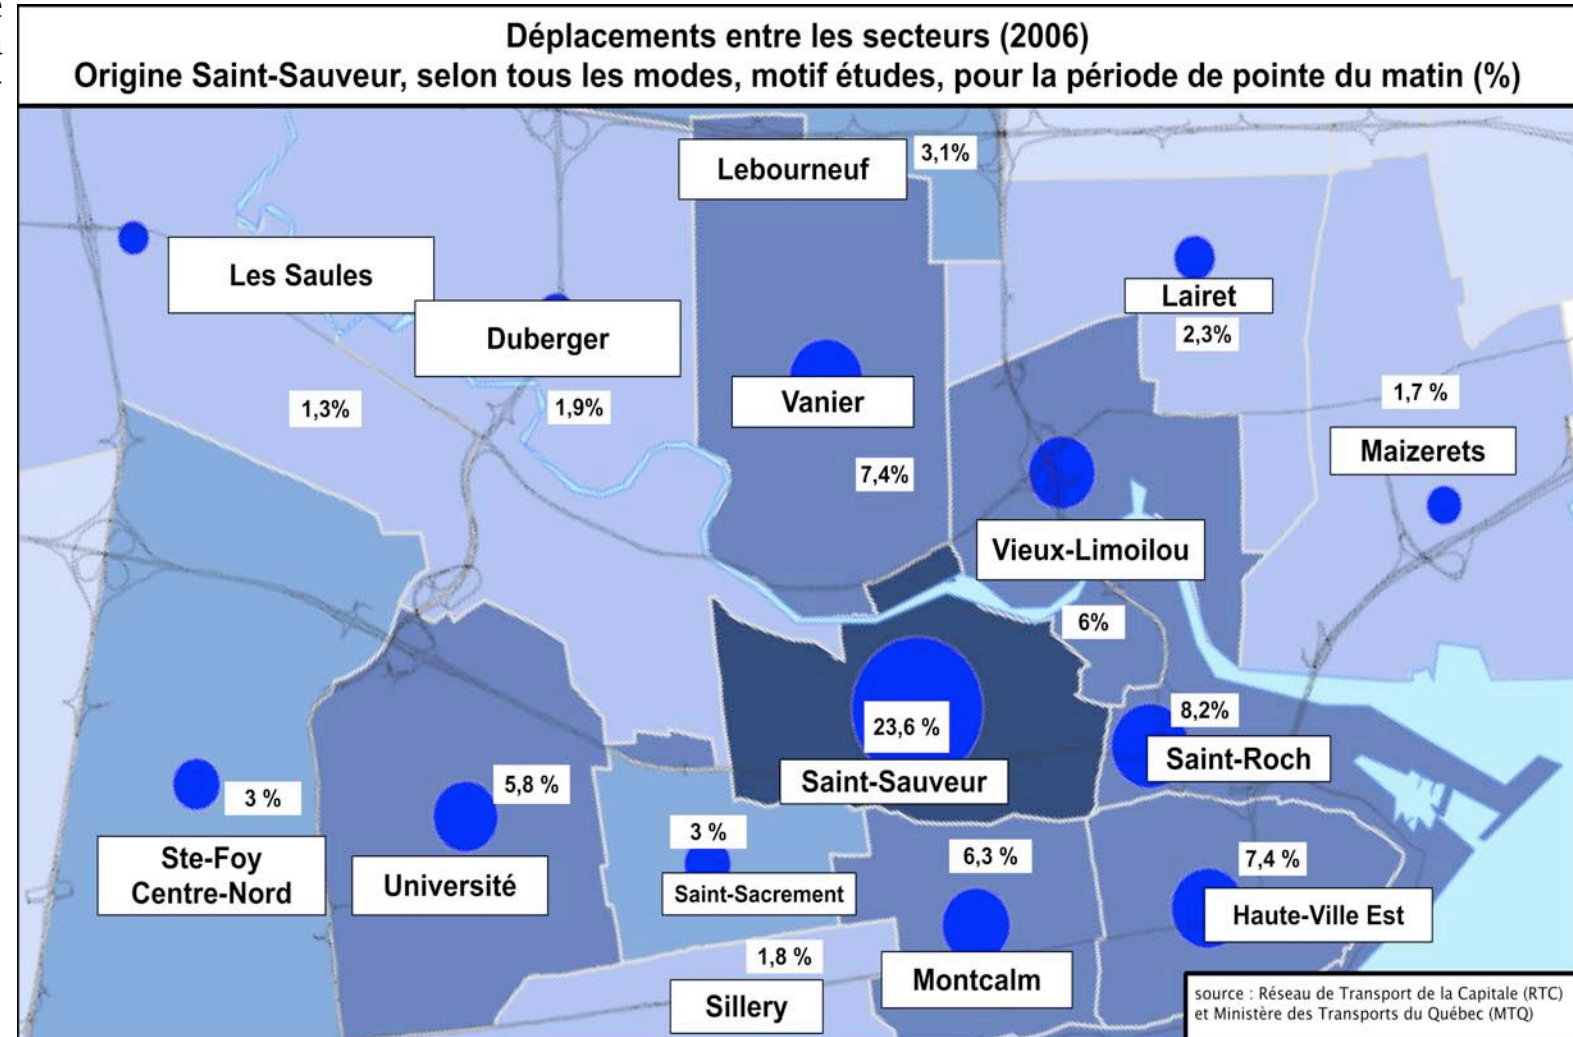 Déplacements entre les secteurs (2006)
Origine Saint-Sauveur, selon tous les modes, motif études, pour la période de pointe du matin (%)
Lebourneuf
3,1%
Les Saules
1,3%
Duberger
1,9%
Vanier
7,4%
Lairet
2,3%
1,7 %
Maizerets
Vieux-Limoilou
6%
23,6 %
Saint-Sauveur
8,2%
Saint-Roch
3 %
Ste-Foy
Centre-Nord
5,8 %
Université
3 %
Saint-Sacrement
6,3 %
Montcalm
7,4 %
Haute-Ville Est
1,8 %
Sillery
source : Réseau de Transport de la Capitale (RTC)
et Ministère des Transports du Québec (MTQ)